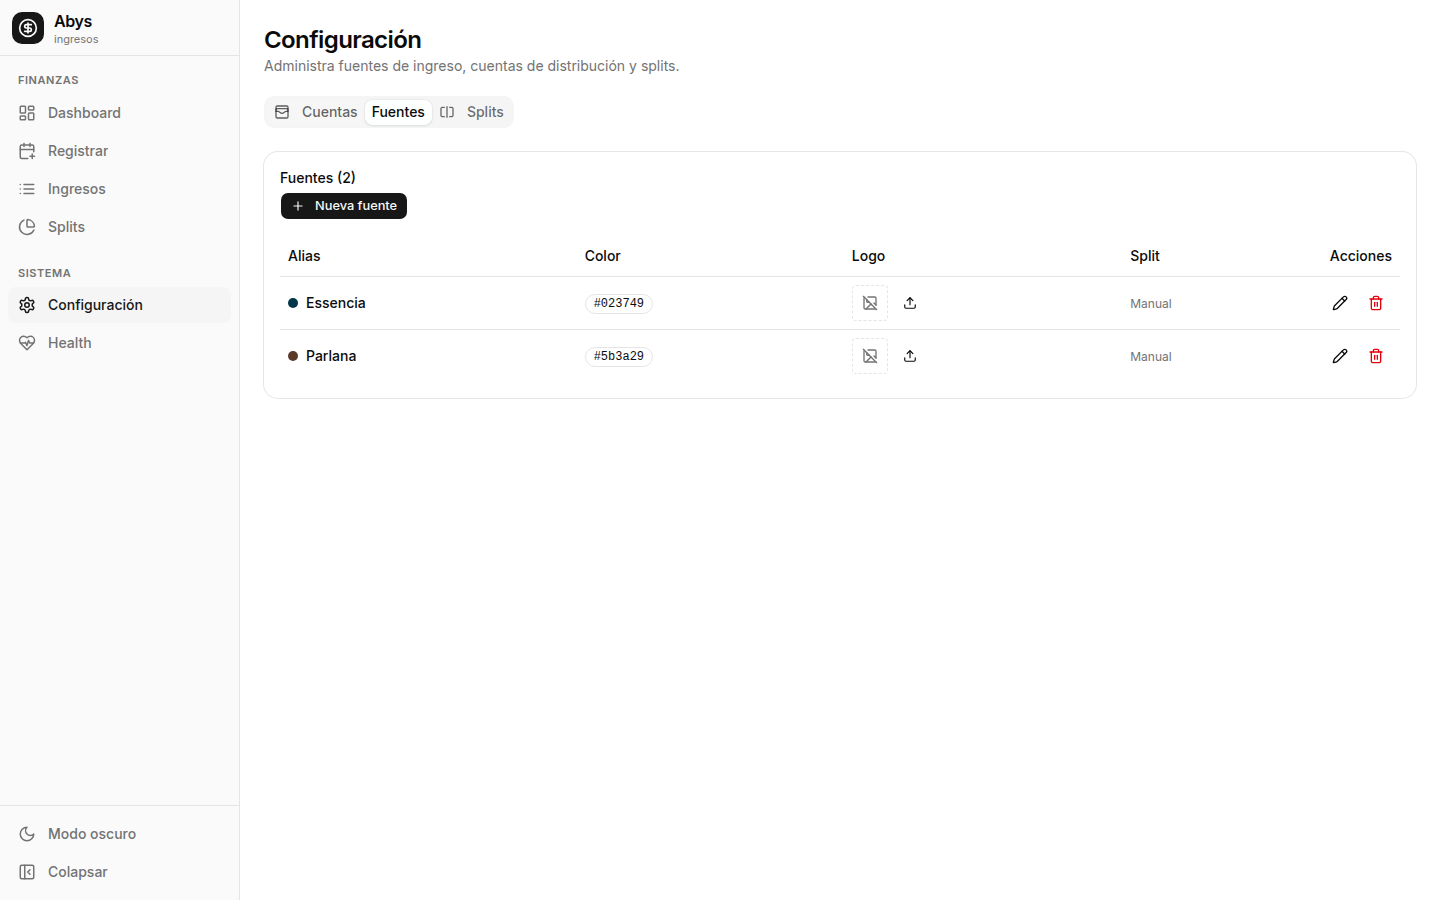 Abys
ingresos
FINANZAS
Dashboard
Registrar
Ingresos
Splits
SISTEMA
Configuración
Health
Modo oscuro
Colapsar
Configuración
Administra fuentes de ingreso, cuentas de distribución y splits.
Cuentas Fuentes Splits
Fuentes (2)
Nueva fuente
Alias Color Logo Split Acciones
Essencia #023749 Manual
Parlana #5b3a29 Manual